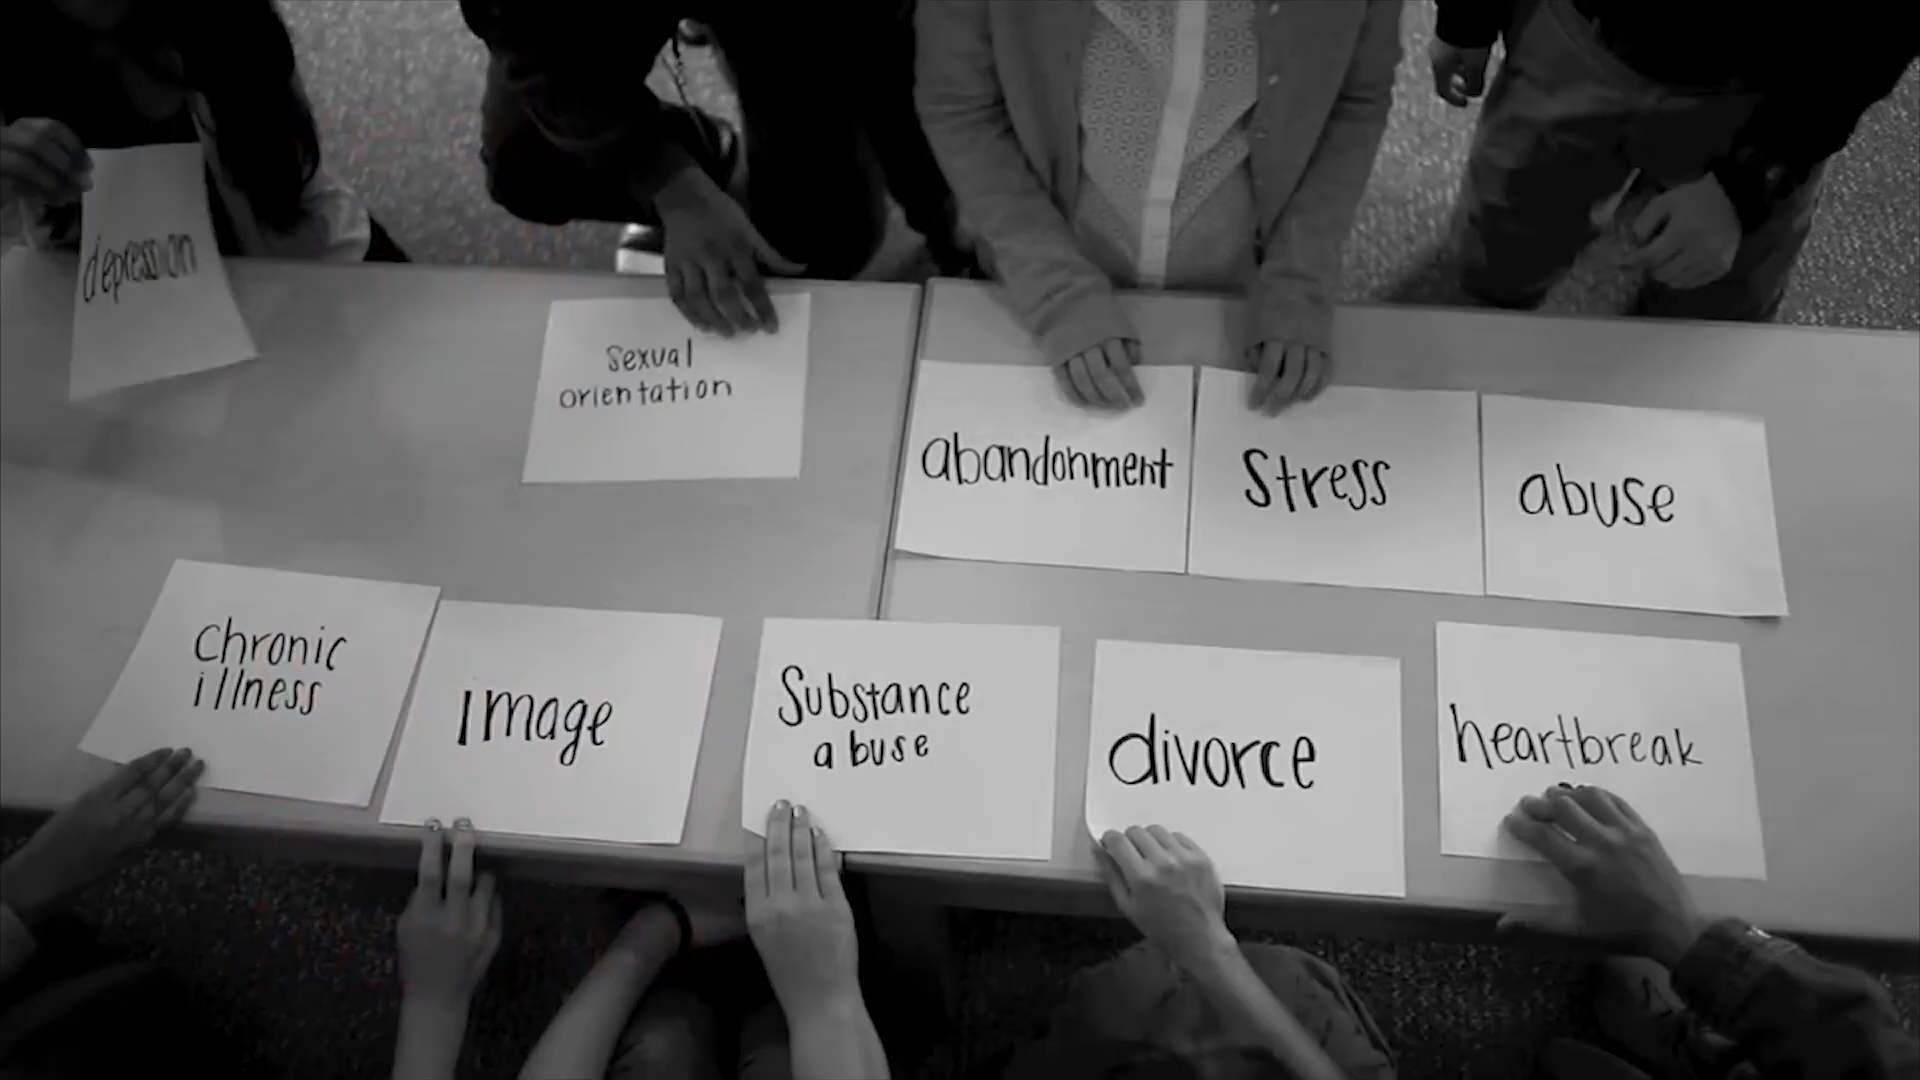 depression
sexual
orientation
abandonment
Stress
abuse
Chronic
illness
image
Substance
abuse
divorce
heartbreak